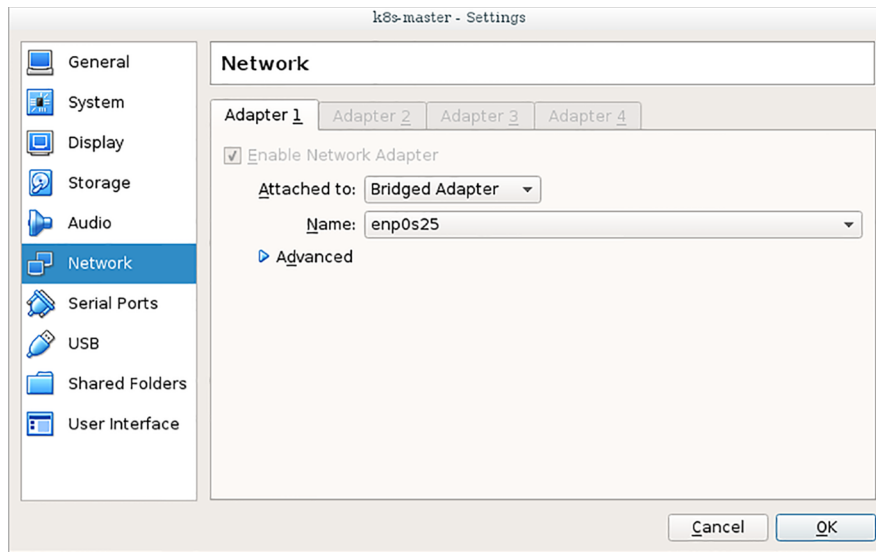 k8s-master - Settings
General
System
Display
Storage
Audio
Network
Serial Ports
USB
Shared Folders
User Interface
Network
Adapter 1 Adapter 2 Adapter 3 Adapter 4
Enable Network Adapter
Attached to: Bridged Adapter
Name: enp0s25
Advanced
Cancel OK